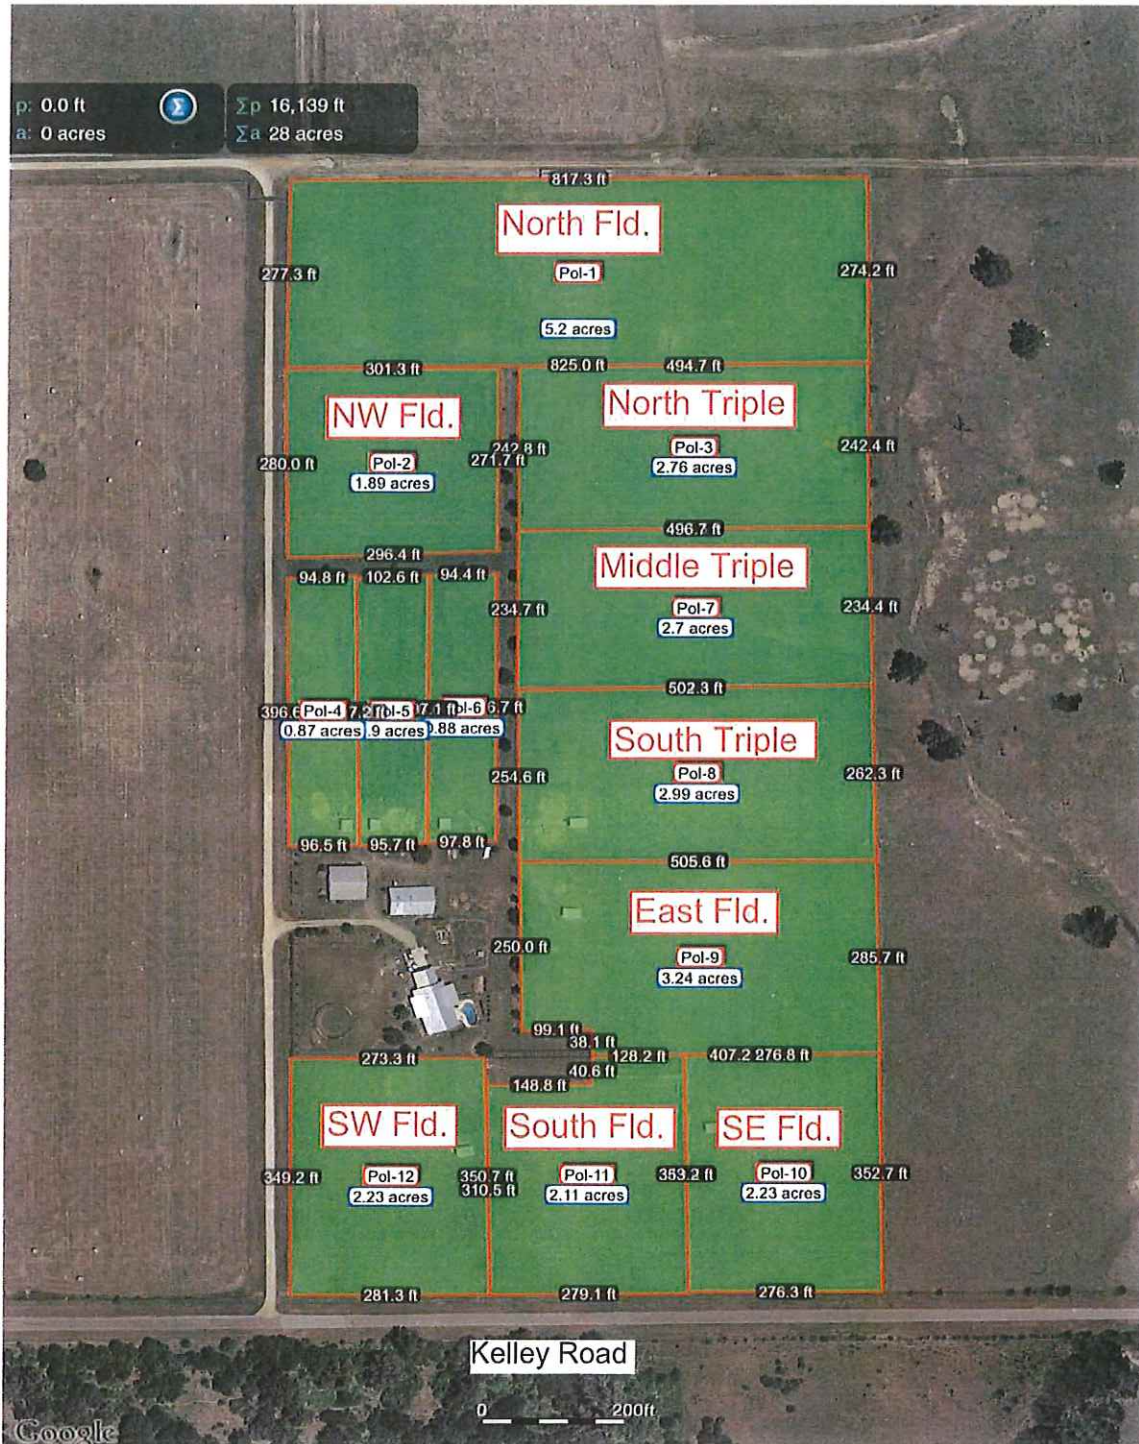 p: 0.0 ft
Σ
Σp 16,139 ft
a: 0 acres
Σa 28 acres
817.3 ft
North Fld.
277.3 ft
Pol-1
274.2 ft
5.2 acres
301.3 ft
825.0 ft
494.7 ft
NW Fld.
North Triple
242.8 ft
Pol-3
242.4 ft
280.0 ft
Pol-2
271.7 ft
2.76 acres
1.89 acres
496.7 ft
296.4 ft
Middle Triple
94.8 ft
102.6 ft
94.4 ft
234.7 ft
Pol-7
234.4 ft
2.7 acres
502.3 ft
Pol-4
Pol-6
0.87 acres
0.88 acres
South Triple
254.6 ft
Pol-8
262.3 ft
2.99 acres
96.5 ft
95.7 ft
97.8 ft
505.6 ft
East Fld.
250.0 ft
Pol-9
285.7 ft
3.24 acres
99.1 ft
38.1 ft
273.3 ft
128.2 ft
407.2
276.8 ft
40.6 ft
148.8 ft
SW Fld.
South Fld.
SE Fld.
349.2 ft
Pol-12
350.7 ft
Pol-11
353.2 ft
Pol-10
352.7 ft
2.23 acres
310.5 ft
2.11 acres
2.23 acres
281.3 ft
279.1 ft
276.3 ft
Kelley Road
0
200ft
Google